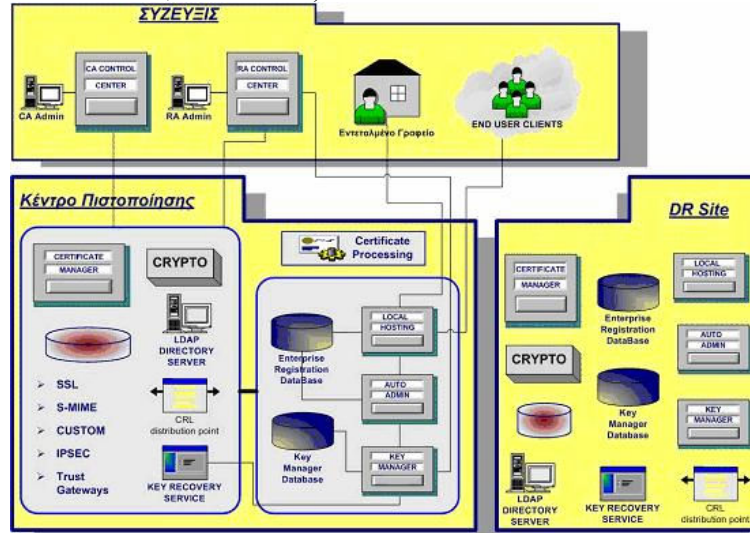 ΣΥΖΕΥΞΙΣ
CA CONTROL
CENTER
CA Admin
RA CONTROL
CENTER
RA Admin
Εντεταλμένο Γραφείο
END USER CLIENTS
Κέντρο Πιστοποίησης
CERTIFICATE
MANAGER
CRYPTO
LDAP
DIRECTORY
SERVER
SSL
S-MIME
CUSTOM
IPSEC
Trust
Gateways
CRL
distribution point
KEY RECOVERY
SERVICE
Certificate
Processing
Enterprise
Registration
DataBase
Key
Manager
Database
LOCAL
HOSTING
AUTO
ADMIN
KEY
MANAGER
DR Site
CERTIFICATE
MANAGER
Enterprise
Registration
DataBase
LOCAL
HOSTING
CRYPTO
AUTO
ADMIN
Key
Manager
Database
KEY
MANAGER
LDAP
DIRECTORY
SERVER
KEY RECOVERY
SERVICE
CRL
distribution point